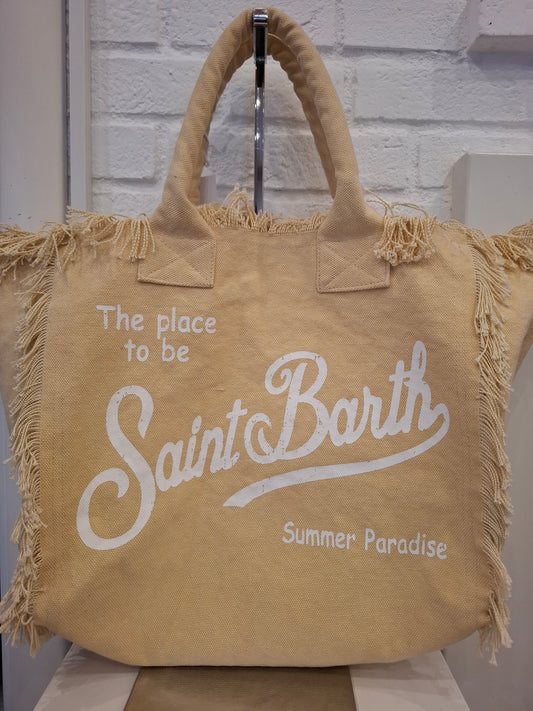 The place
to be
Saint Barth
Summer Paradise